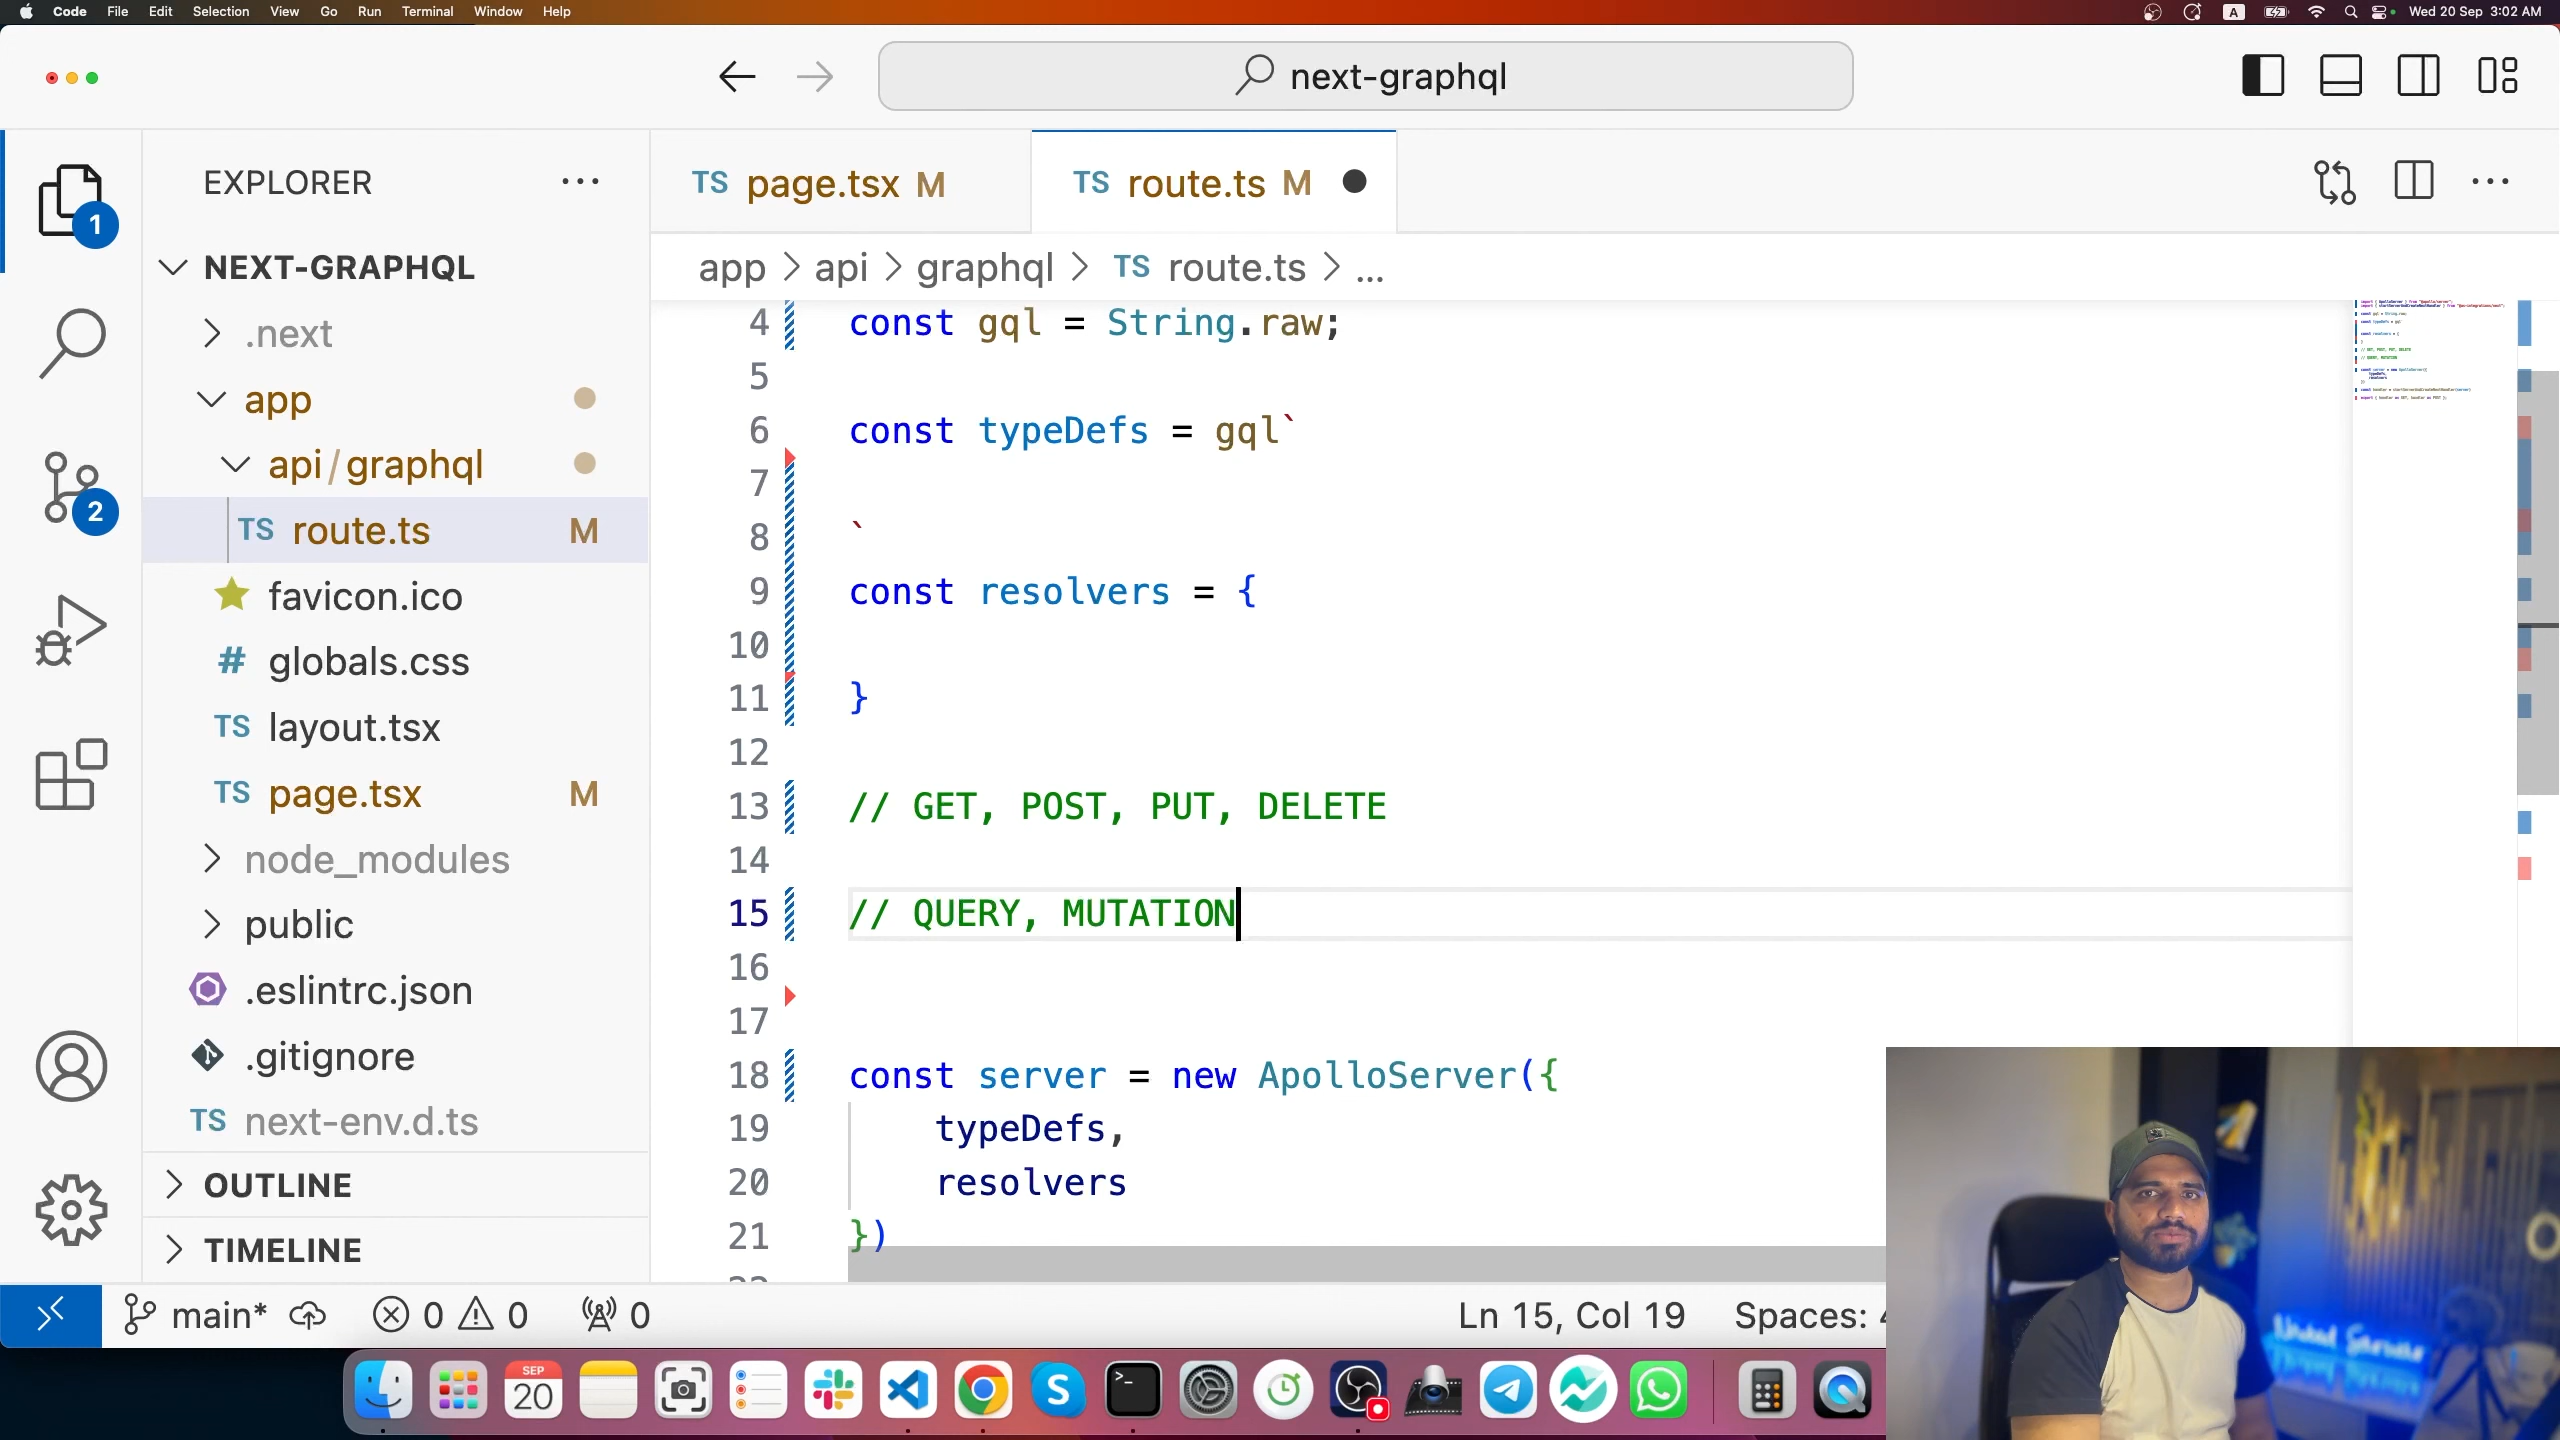 Code File Edit Selection View Go Run Terminal Window Help
A Wed 20 Sep 3:02 AM
next-graphql
EXPLORER
1
2
NEXT-GRAPHQL
.next
app
api/graphql
TS route.ts M
favicon.ico
# globals.css
TS layout.tsx
TS page.tsx M
node_modules
public
.eslintrc.json
.gitignore
TS next-env.d.ts
OUTLINE
TIMELINE
TS page.tsx M
TS route.ts M
app > api > graphql > TS route.ts > ...
4 const gql = String.raw;
5
6 const typeDefs = gql`
7
8 `
9 const resolvers = {
10
11 }
12
13 // GET, POST, PUT, DELETE
14
15 // QUERY, MUTATION
16
17
18 const server = new ApolloServer({
19 typeDefs,
20 resolvers
21 })
main* 0 0 0
Ln 15, Col 19 Spaces:
SEP
20
S